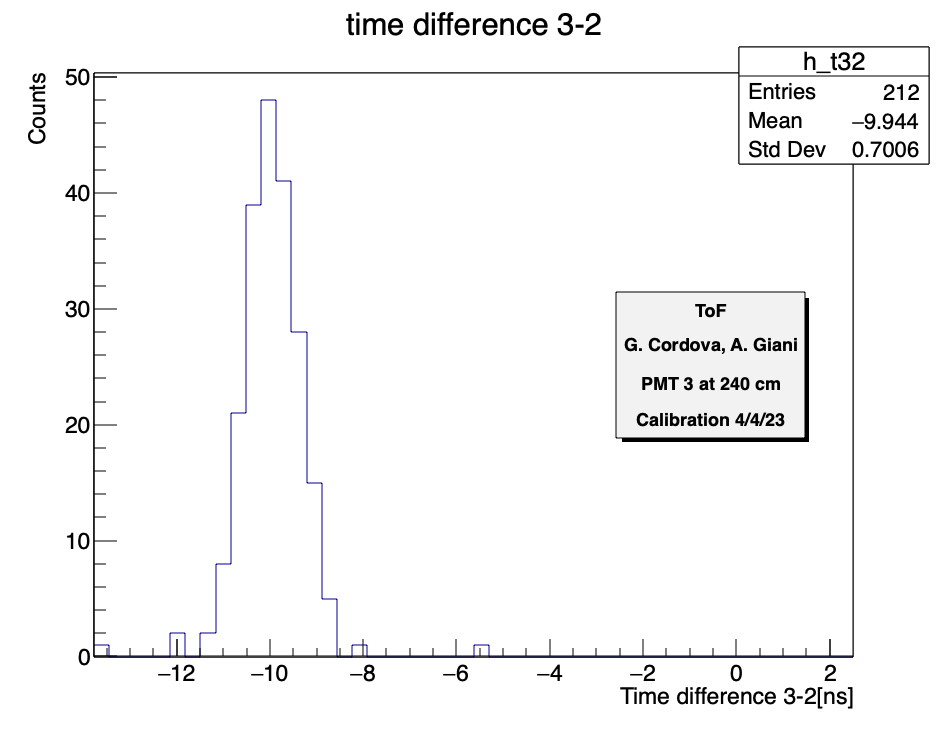 time difference 3-2
h_t32
Entries 212
Mean −9.944
Std Dev 0.7006
Counts
50
40
30
20
10
0
ToF
G. Cordova, A. Giani
PMT 3 at 240 cm
Calibration 4/4/23
−12 −10 −8 −6 −4 −2 0 2
Time difference 3-2[ns]